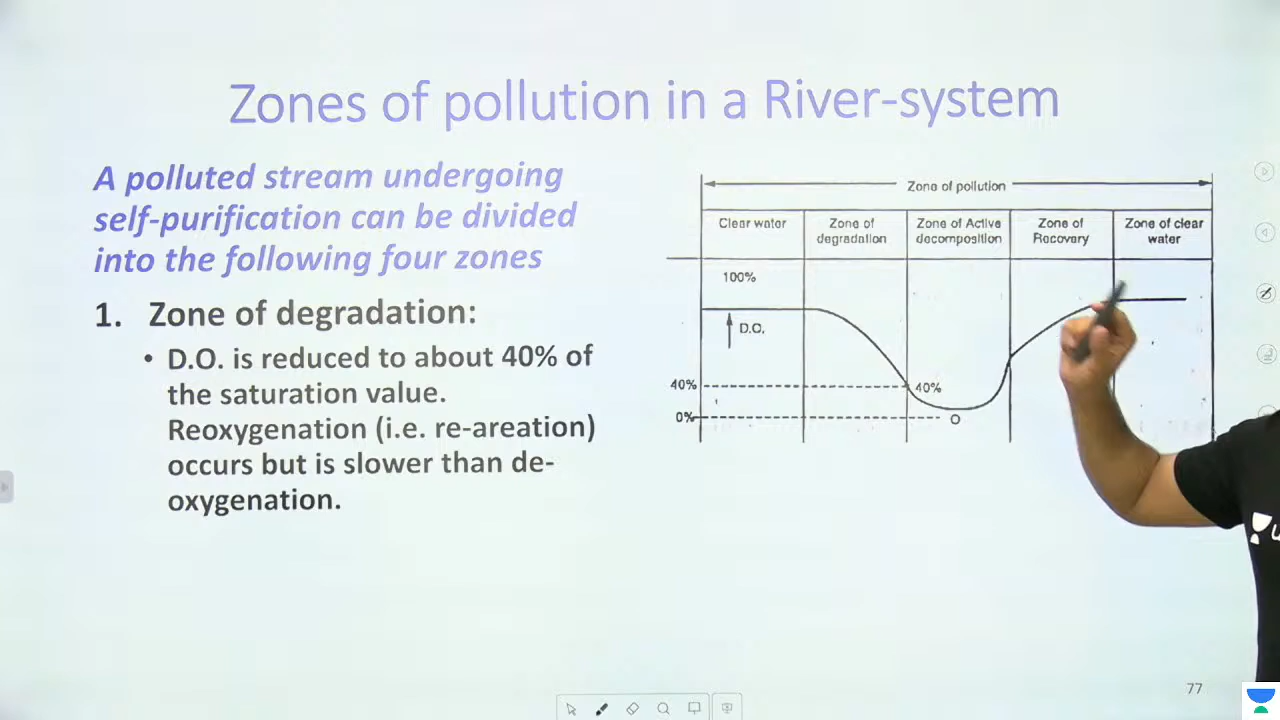 Zones of pollution in a River-system
A polluted stream undergoing
self-purification can be divided
into the following four zones
1. Zone of degradation:
• D.O. is reduced to about 40% of
the saturation value.
Reoxygenation (i.e. re-areation)
occurs but is slower than de-
oxygenation.
Zone of pollution
Clear water
Zone of
degradation
Zone of Active
decomposition
Zone of
Recovery
Zone of clear
water
100%
D.O.
40%
40%
0%
O
77